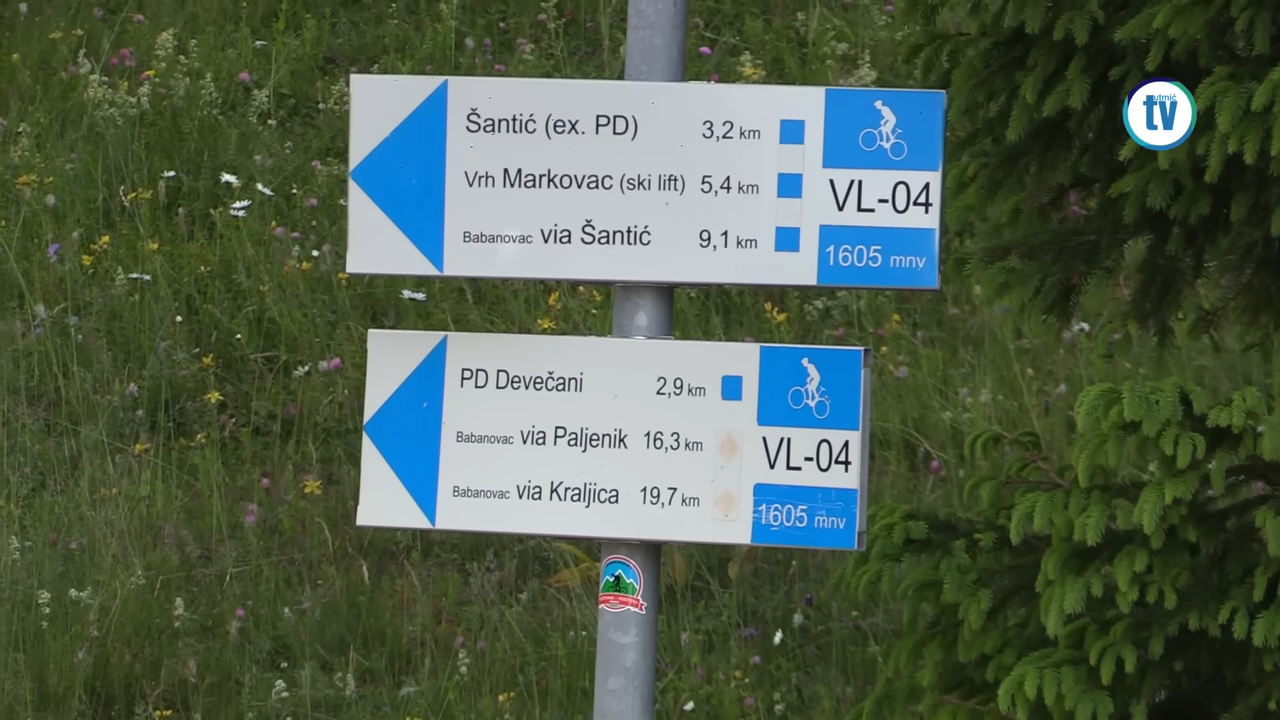 Šantić (ex. PD) 3,2 km
Vrh Markovac (ski lift) 5,4 km
Babanovac via Šantić 9,1 km
VL-04
1605 mnv
PD Devečani 2,9 km
Babanovac via Paljenik 16,3 km
Babanovac via Kraljica 19,7 km
VL-04
1605 mnv
utmić
tv